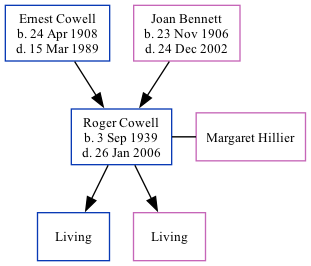 Ernest Cowell
b. 24 Apr 1908
d. 15 Mar 1989
Joan Bennett
b. 23 Nov 1906
d. 24 Dec 2002
Roger Cowell
b. 3 Sep 1939
d. 26 Jan 2006
Margaret Hillier
Living
Living